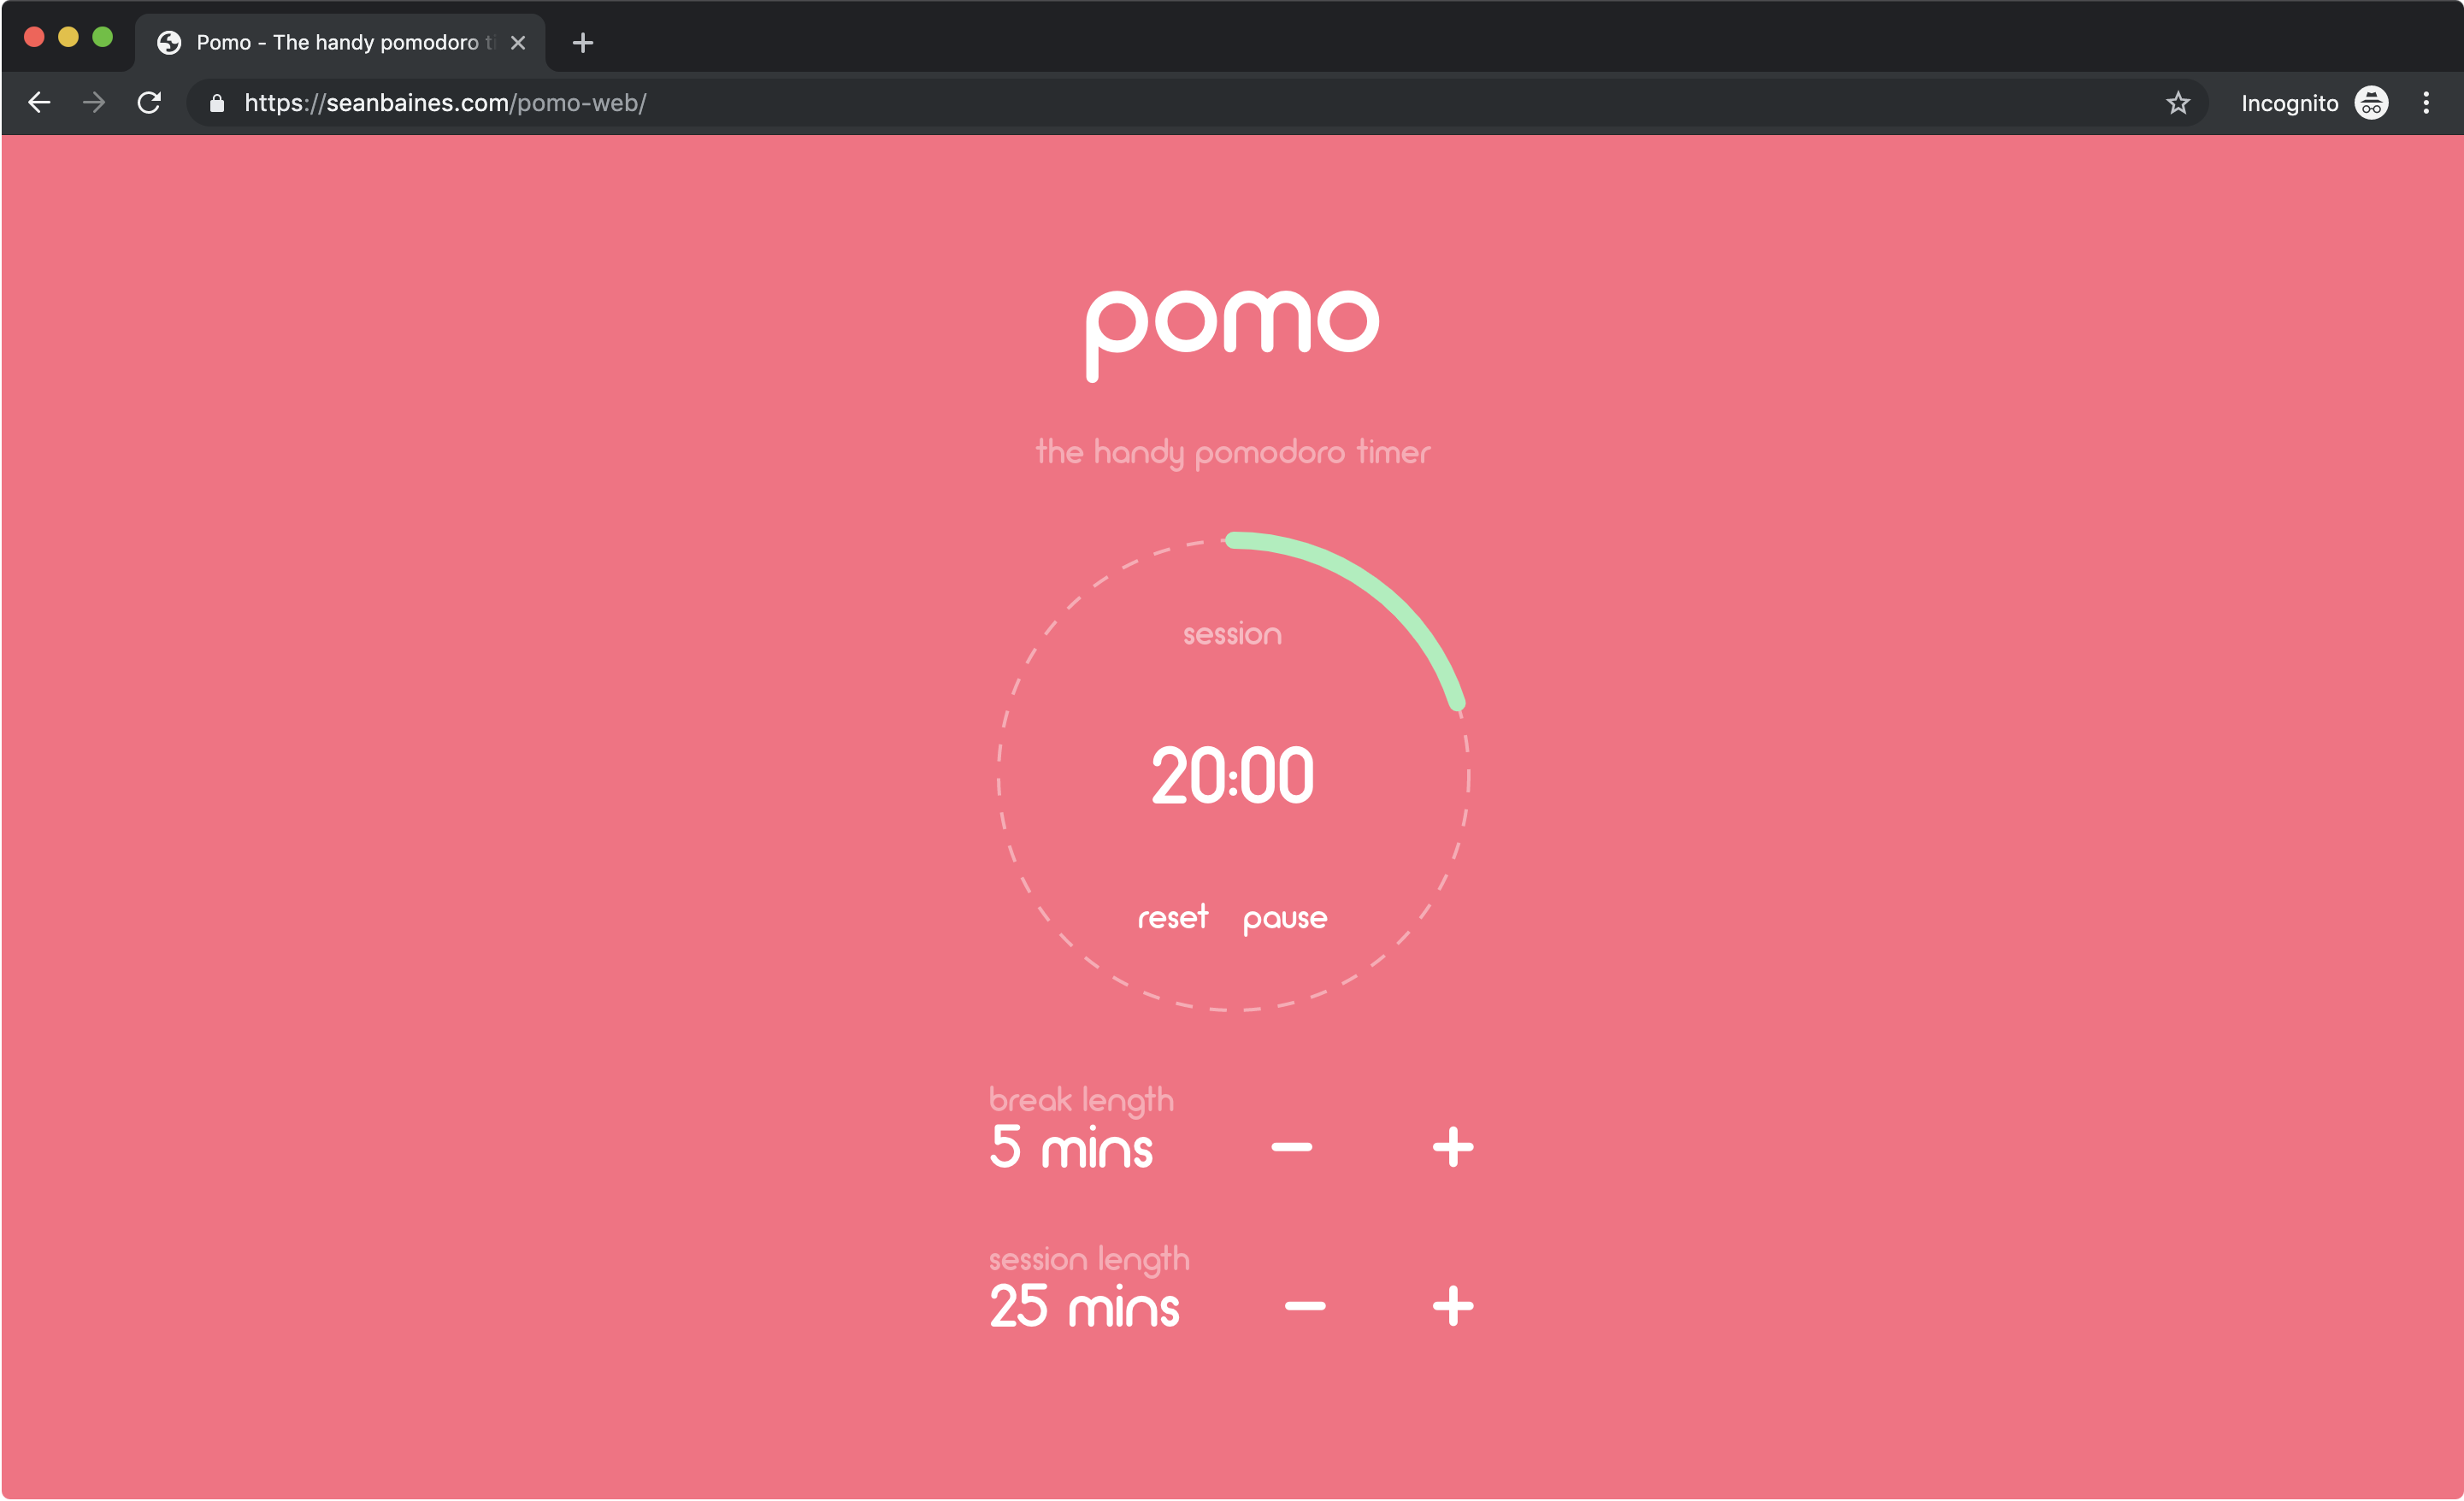 Pomo - The handy pomodoro ti
https://seanbaines.com/pomo-web/
Incognito
pomo
the handy pomodoro timer
session
20:00
reset pause
break length
5 mins
session length
25 mins